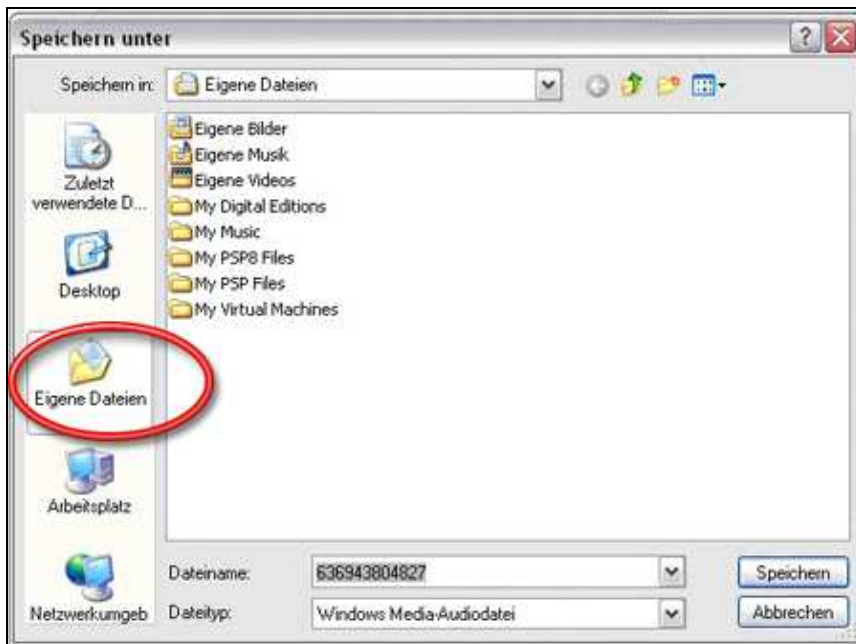 Speichern unter
Speichern in:
Eigene Dateien
Zuletzt
verwendete D...
Desktop
Eigene Dateien
Arbeitsplatz
Netzwerkumgeb
Eigene Bilder
Eigene Musik
Eigene Videos
My Digital Editions
My Music
My PSP8 Files
My PSP Files
My Virtual Machines
Dateiname:
636943804827
Speichern
Dateityp:
Windows Media-Audiodatei
Abbrechen